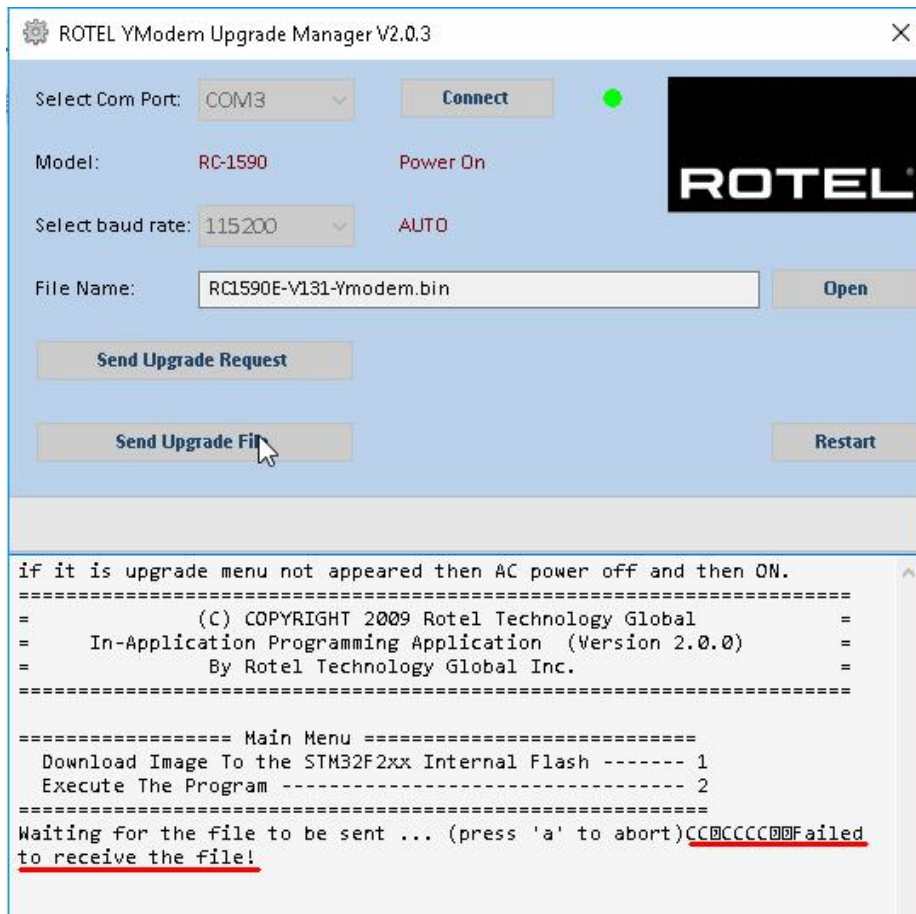 ROTEL YModem Upgrade Manager V2.0.3
Select Com Port: COM3 Connect
ROTEL
Model: RC-1590 Power On
Select baud rate: 115200 AUTO
File Name: RC1590E-V131-Ymodem.bin Open
Send Upgrade Request
Send Upgrade File Restart
if it is upgrade menu not appeared then AC power off and then ON.
======================================================================
= (C) COPYRIGHT 2009 Rotel Technology Global =
= In-Application Programming Application (Version 2.0.0) =
= By Rotel Technology Global Inc. =
======================================================================
================== Main Menu ============================
Download Image To the STM32F2xx Internal Flash ------- 1
Execute The Program ---------------------------------- 2
==========================================================
Waiting for the file to be sent ... (press 'a' to abort)CC□CCCC□□Failed
to receive the file!